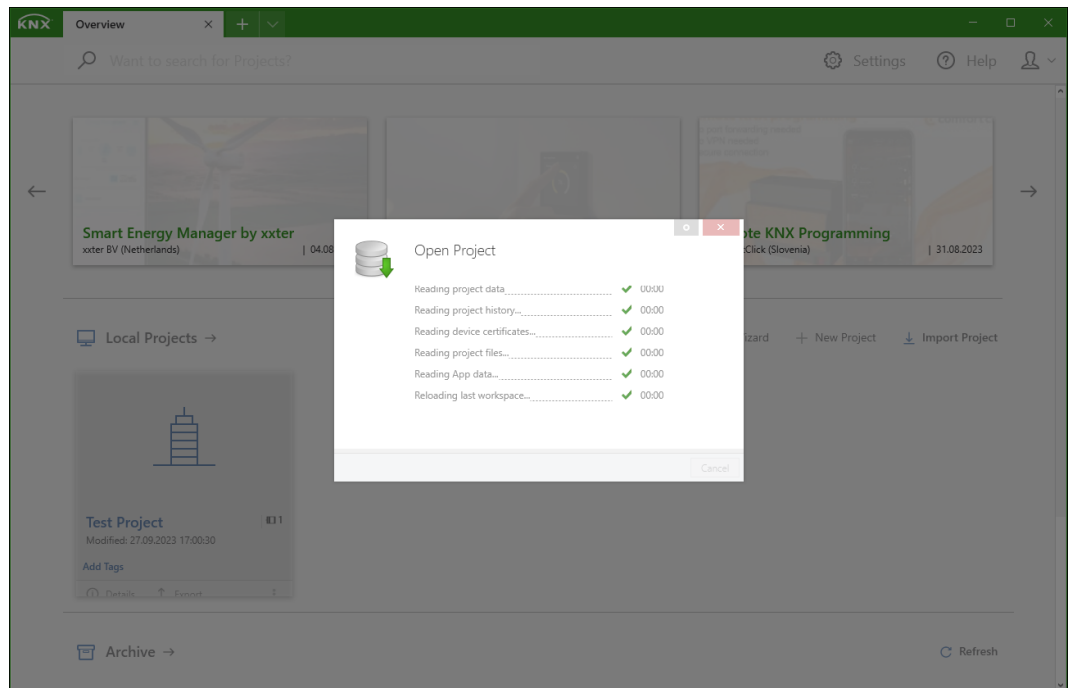 KNX Overview
Want to search for Projects?
Settings Help
Smart Energy Manager by xxter
xxter BV (Netherlands) | 04.08
ote KNX Programming
Click (Slovenia) | 31.08.2023
Open Project
Reading project data 00:00
Reading project history... 00:00
Reading device certificates... 00:00
Reading project files... 00:00
Reading App data... 00:00
Reloading last workspace... 00:00
Cancel
Local Projects →
izard + New Project Import Project
Test Project 1
Modified: 27.09.2023 17:00:30
Add Tags
Details Export
Archive →
Refresh